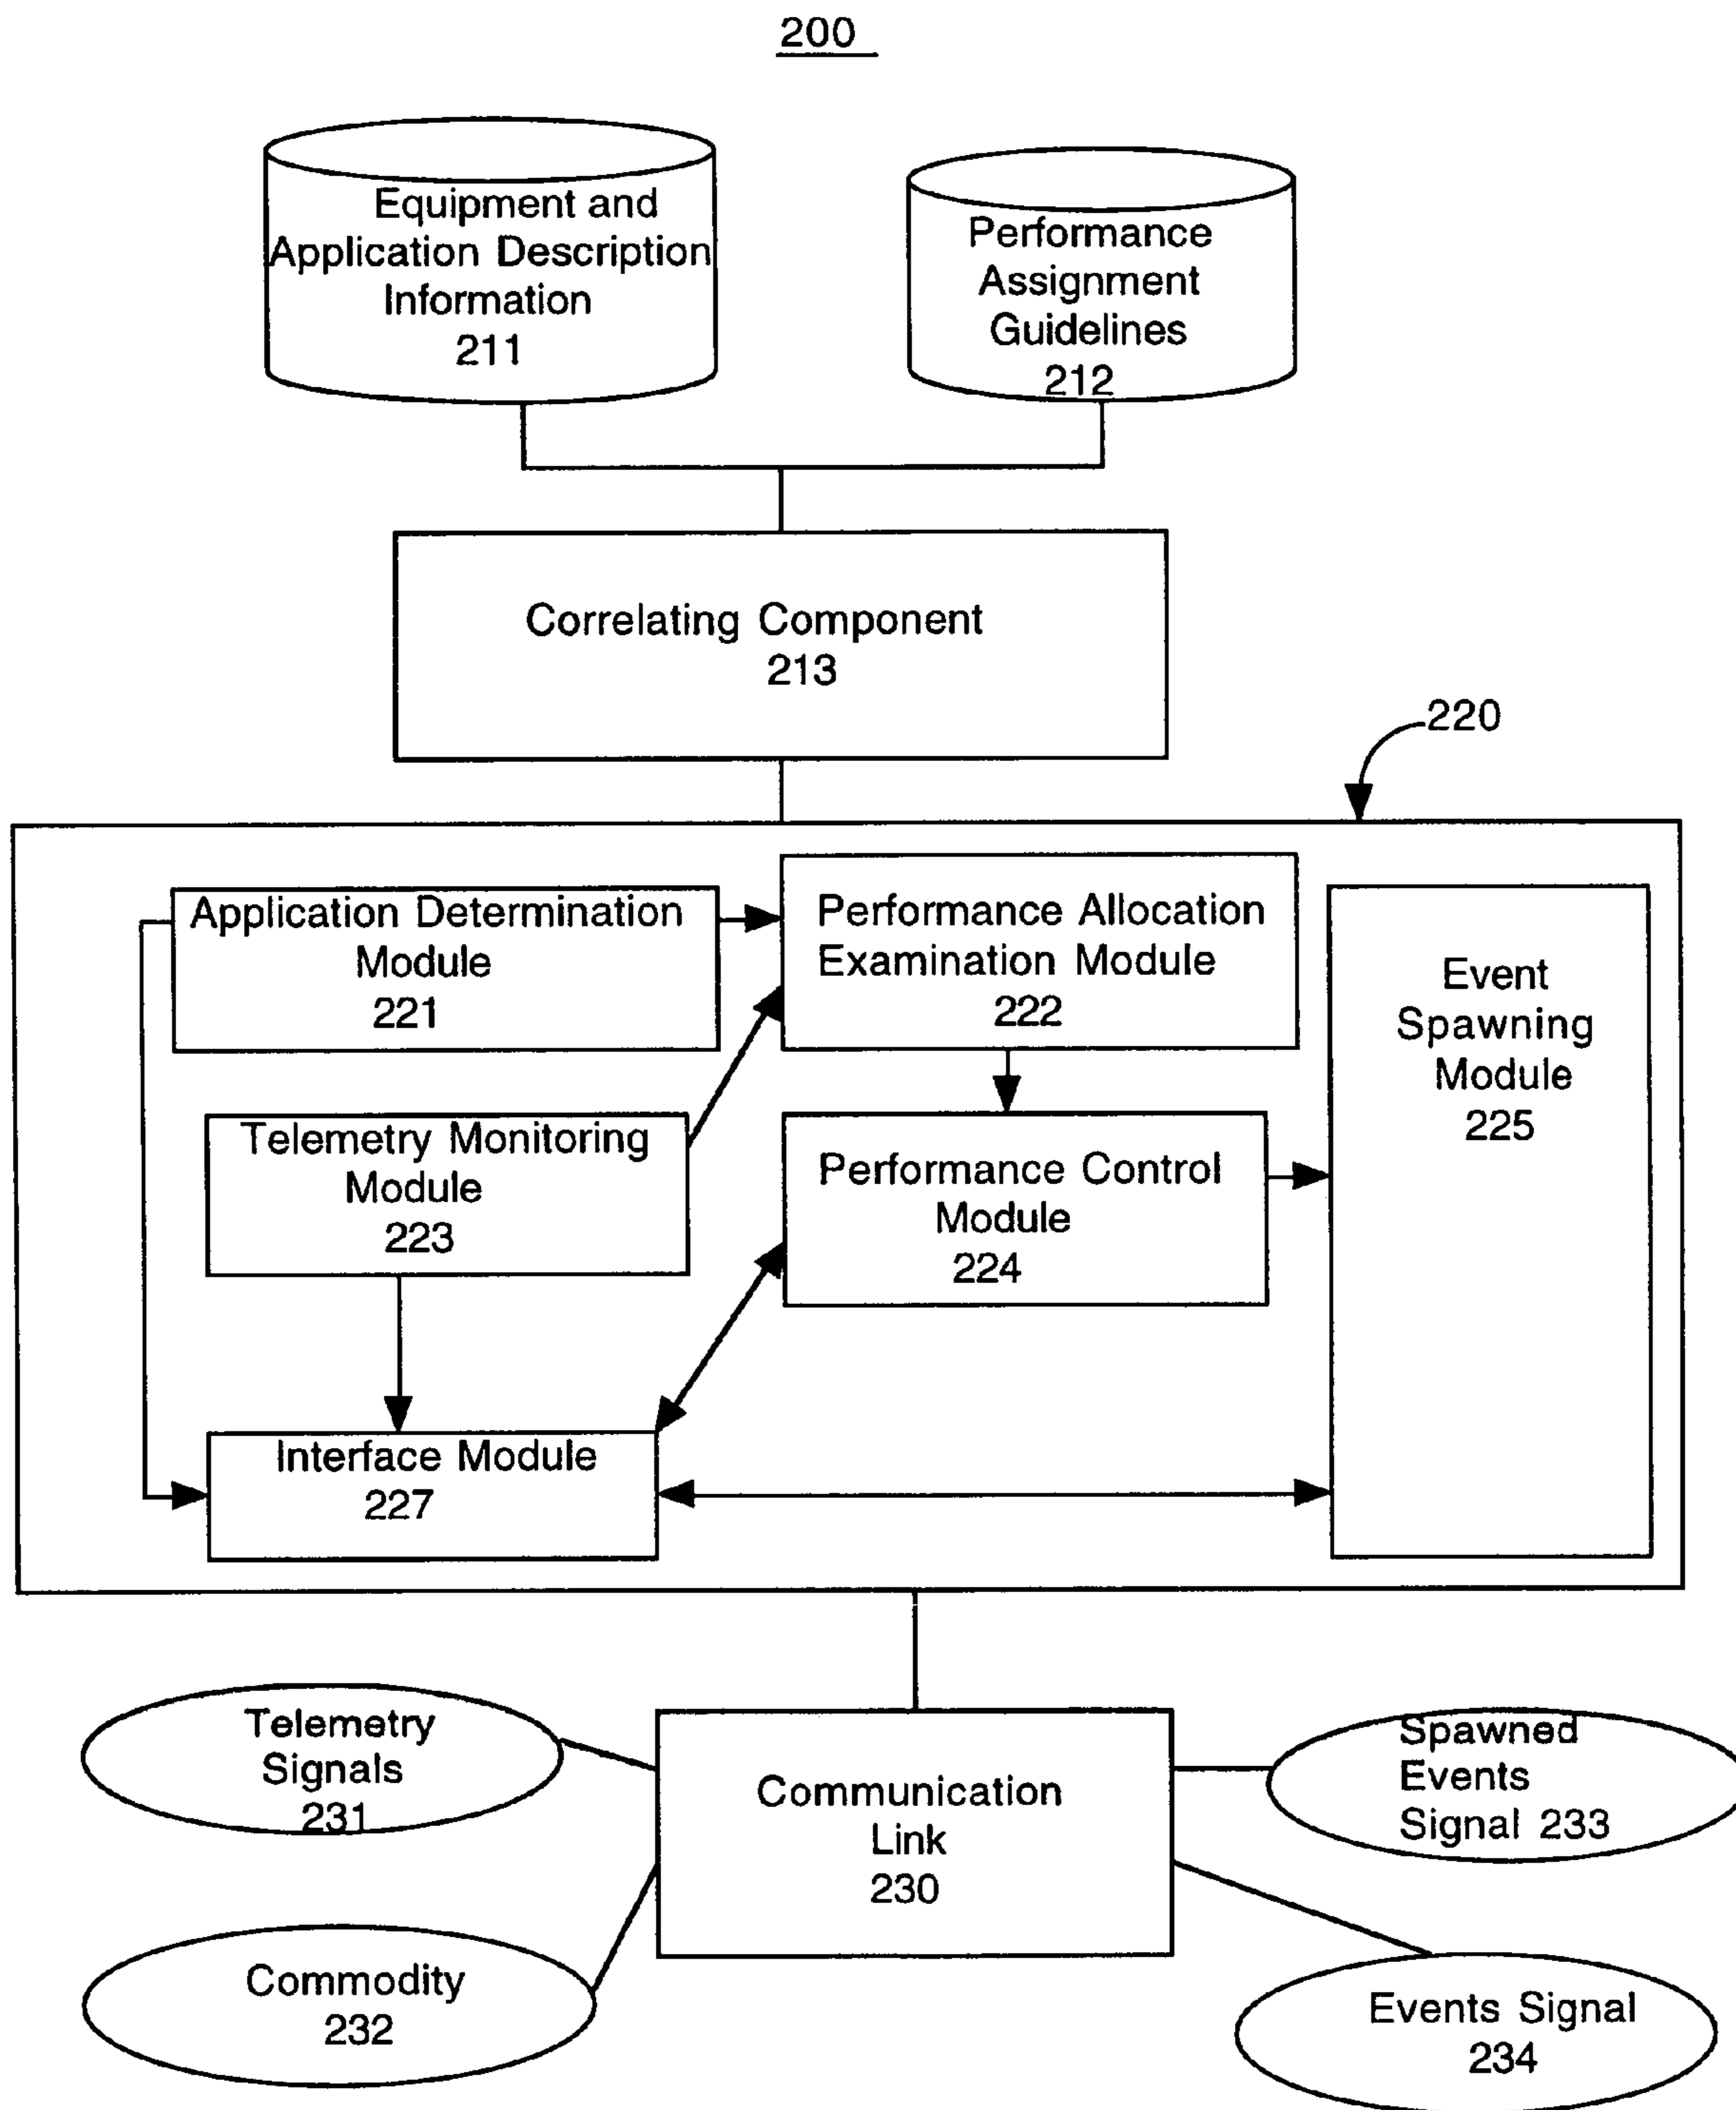 200
Equipment and
Application Description
Information
211
Performance
Assignment
Guidelines
212
Correlating Component
213
220
Application Determination
Module
221
Performance Allocation
Examination Module
222
Event
Spawning
Module
225
Telemetry Monitoring
Module
223
Performance Control
Module
224
Interface Module
227
Telemetry
Signals
231
Communication
Link
230
Spawned
Events
Signal 233
Commodity
232
Events Signal
234